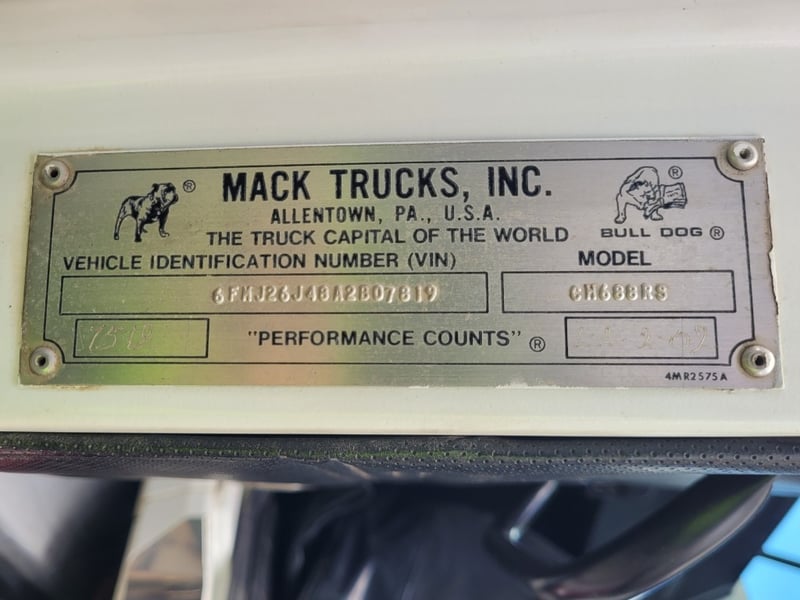 MACK TRUCKS, INC.
ALLENTOWN, PA., U.S.A.
THE TRUCK CAPITAL OF THE WORLD
BULL DOG ®
VEHICLE IDENTIFICATION NUMBER (VIN)
MODEL
6FMJ26J48A2B07819
CH688RS
"PERFORMANCE COUNTS" ®
4MR2575A